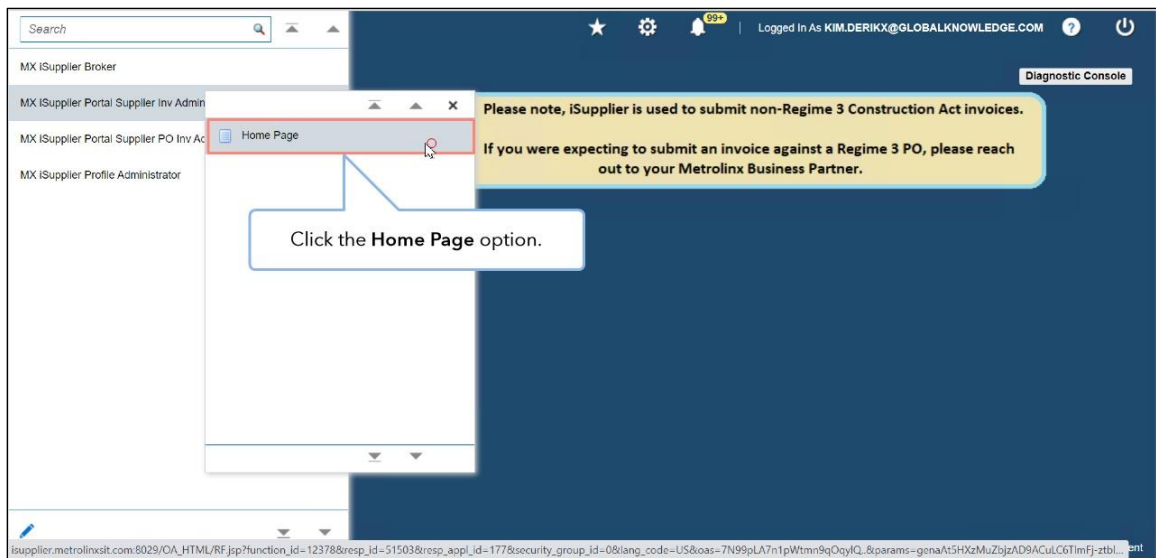 Search
99+
Logged In As KIM.DERIKX@GLOBALKNOWLEDGE.COM
?
Diagnostic Console
MX iSupplier Broker
MX iSupplier Portal Supplier Inv Admin
MX iSupplier Portal Supplier PO Inv Ac
MX iSupplier Profile Administrator
Home Page
Please note, iSupplier is used to submit non-Regime 3 Construction Act invoices.
If you were expecting to submit an invoice against a Regime 3 PO, please reach
out to your Metrolinx Business Partner.
Click the Home Page option.